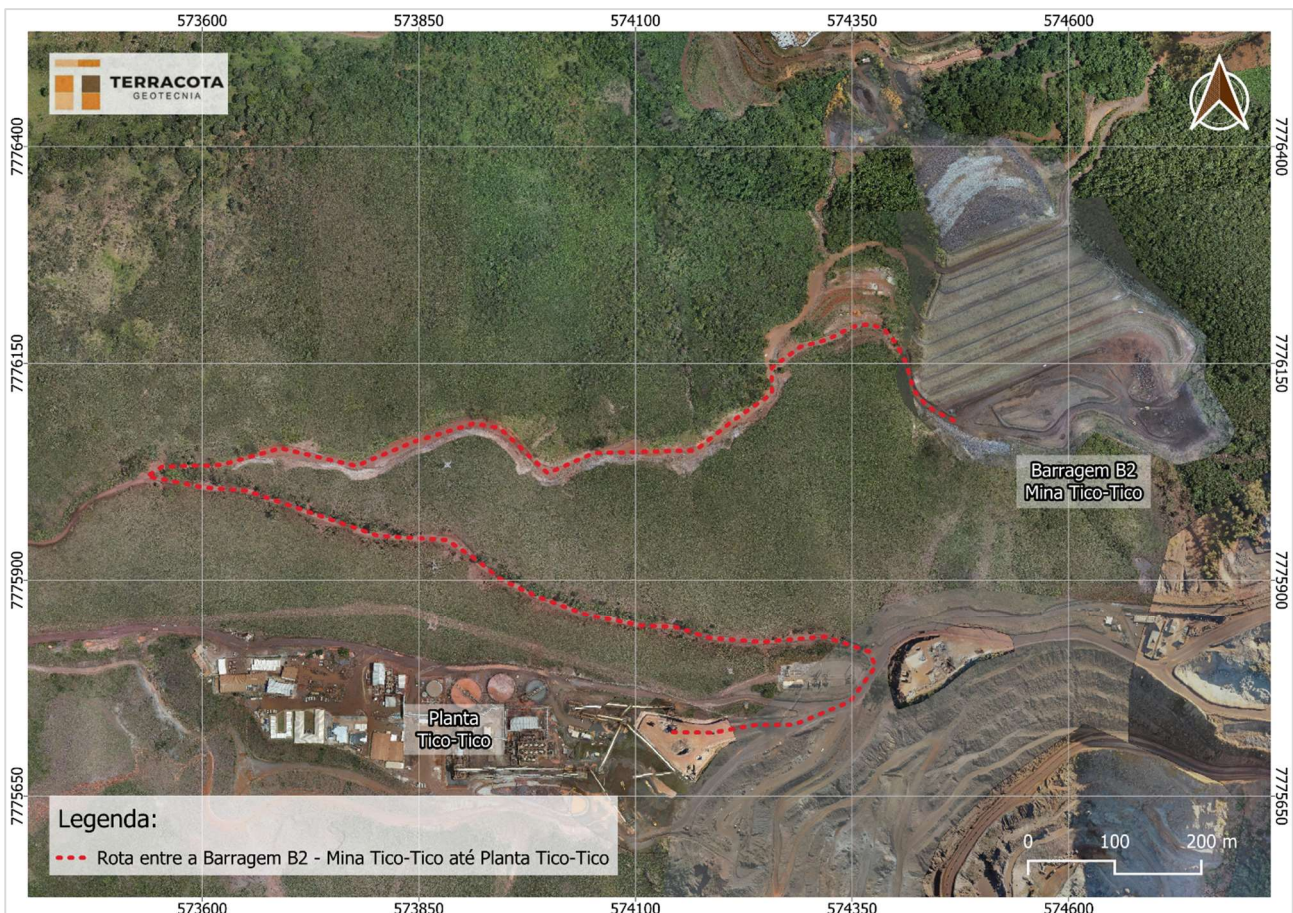 573600 573850 574100 574350 574600
TERRACOTA
GEOTECNIA
7776400 7776400
7776150 7776150
Barragem B2
Mina Tico-Tico
7775900 7775900
Planta
Tico-Tico
7775650 7775650
Legenda:
Rota entre a Barragem B2 - Mina Tico-Tico até Planta Tico-Tico
0 100 200 m
573600 573850 574100 574350 574600